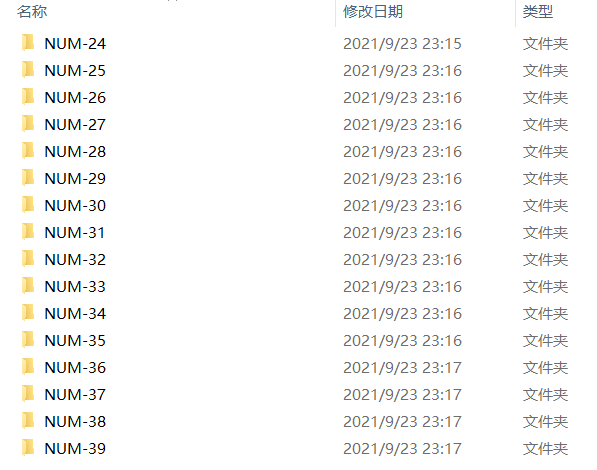 名称 修改日期 类型
NUM-24 2021/9/23 23:15 文件夹
NUM-25 2021/9/23 23:16 文件夹
NUM-26 2021/9/23 23:16 文件夹
NUM-27 2021/9/23 23:16 文件夹
NUM-28 2021/9/23 23:16 文件夹
NUM-29 2021/9/23 23:16 文件夹
NUM-30 2021/9/23 23:16 文件夹
NUM-31 2021/9/23 23:16 文件夹
NUM-32 2021/9/23 23:16 文件夹
NUM-33 2021/9/23 23:16 文件夹
NUM-34 2021/9/23 23:16 文件夹
NUM-35 2021/9/23 23:16 文件夹
NUM-36 2021/9/23 23:17 文件夹
NUM-37 2021/9/23 23:17 文件夹
NUM-38 2021/9/23 23:17 文件夹
NUM-39 2021/9/23 23:17 文件夹